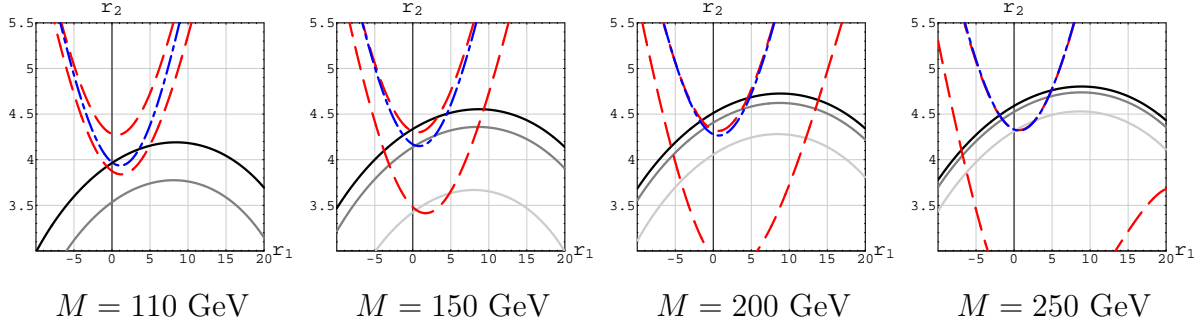 r₂ r₂ r₂ r₂
5.5 5.5 5.5 5.5
5 5 5 5
4.5 4.5 4.5 4.5
4 4 4 4
3.5 3.5 3.5 3.5
-5 0 5 10 15 20 r₁ -5 0 5 10 15 20 r₁ -5 0 5 10 15 20 r₁ -5 0 5 10 15 20 r₁
M = 110 GeV M = 150 GeV M = 200 GeV M = 250 GeV